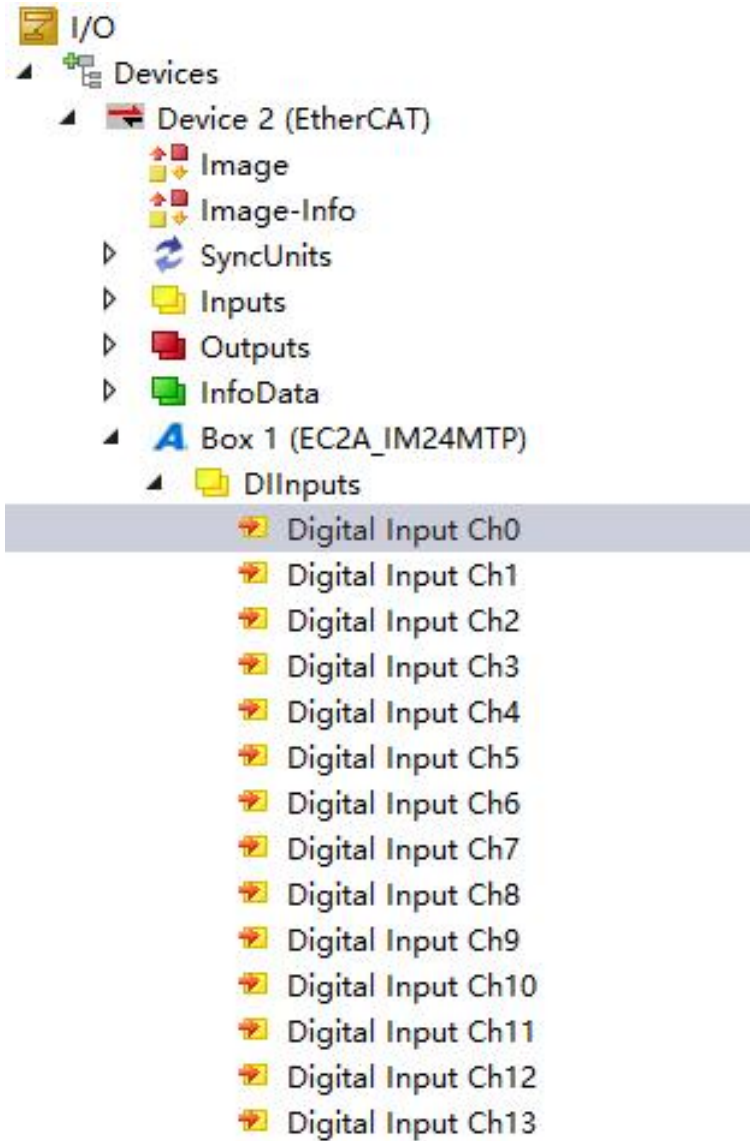 I/O
Devices
Device 2 (EtherCAT)
Image
Image-Info
SyncUnits
Inputs
Outputs
InfoData
Box 1 (EC2A_IM24MTP)
DIInputs
Digital Input Ch0
Digital Input Ch1
Digital Input Ch2
Digital Input Ch3
Digital Input Ch4
Digital Input Ch5
Digital Input Ch6
Digital Input Ch7
Digital Input Ch8
Digital Input Ch9
Digital Input Ch10
Digital Input Ch11
Digital Input Ch12
Digital Input Ch13